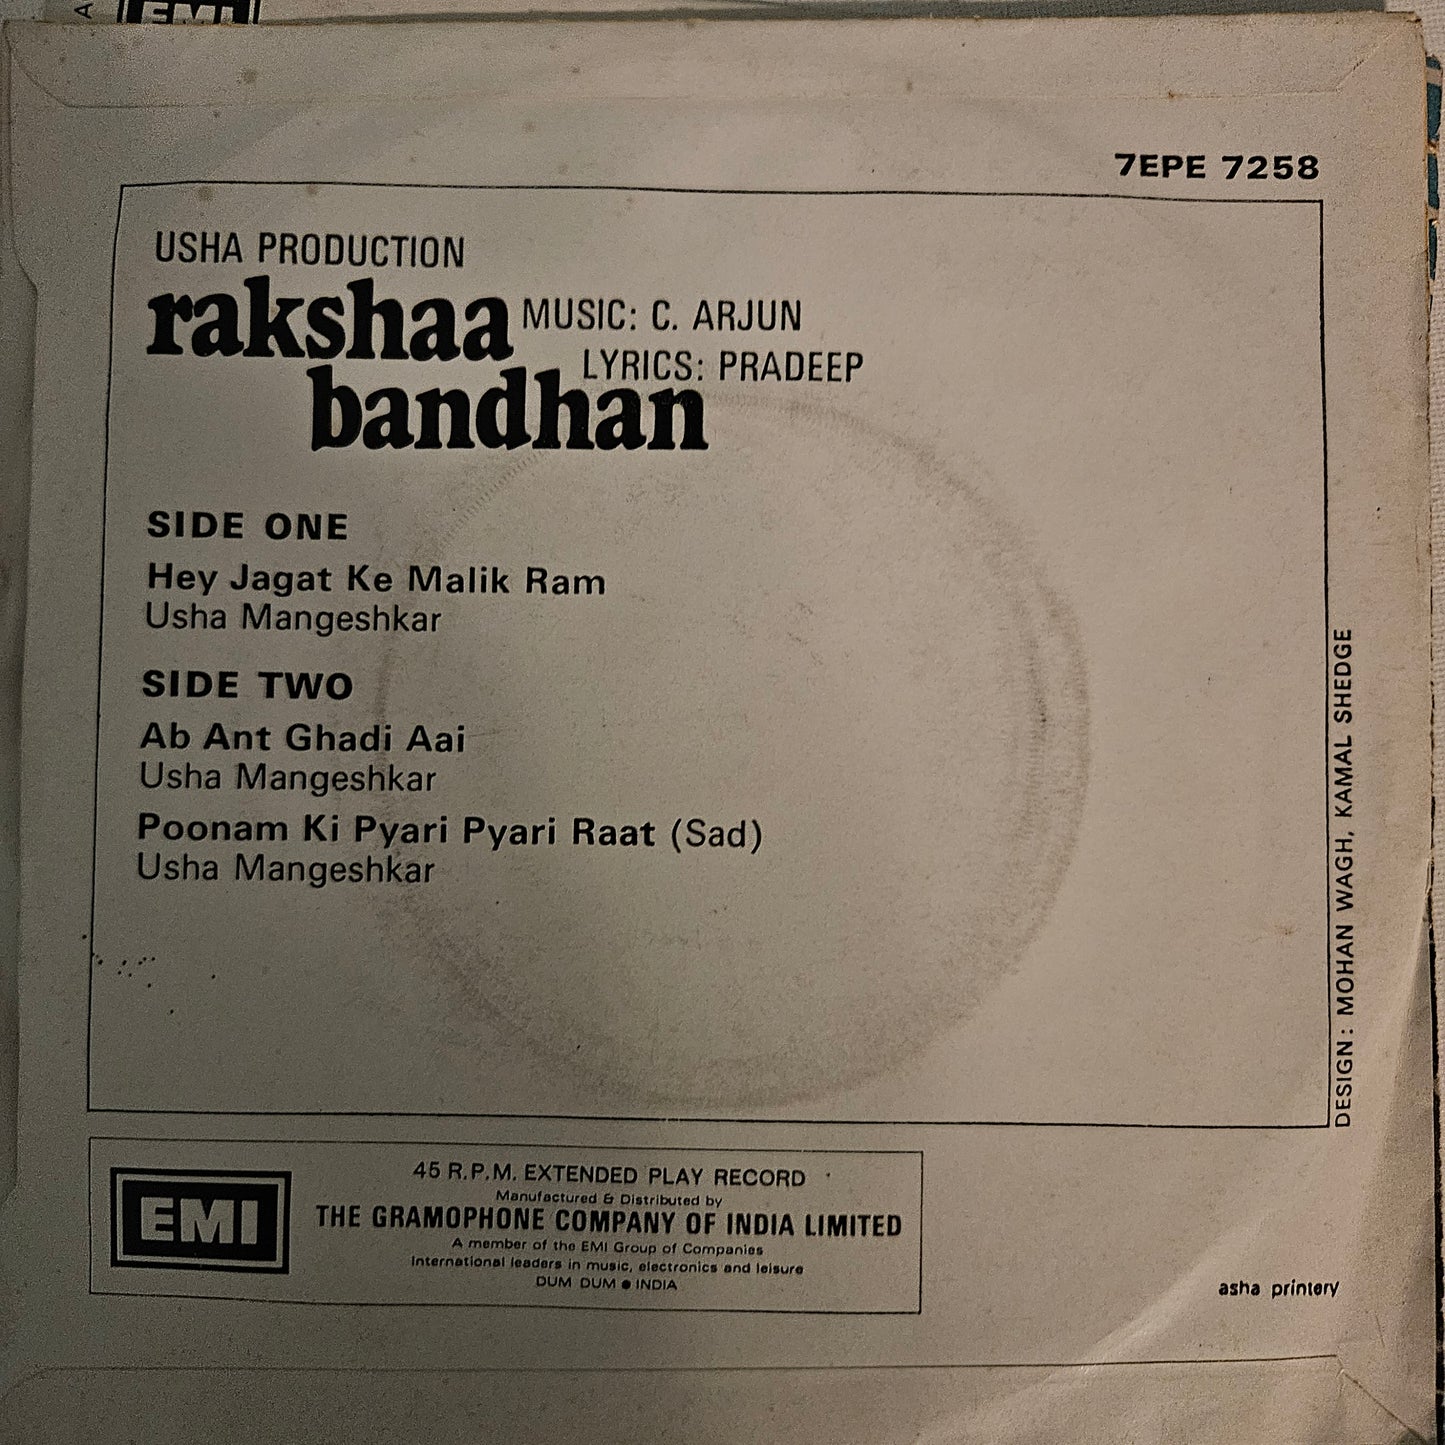 EMI
7EPE 7258
USHA PRODUCTION
rakshaa
bandhan
MUSIC: C. ARJUN
LYRICS: PRADEEP
SIDE ONE
Hey Jagat Ke Malik Ram
Usha Mangeshkar
SIDE TWO
Ab Ant Ghadi Aai
Usha Mangeshkar
Poonam Ki Pyari Pyari Raat (Sad)
Usha Mangeshkar
DESIGN: MOHAN WAGH, KAMAL SHEDGE
EMI
45 R.P.M. EXTENDED PLAY RECORD
Manufactured & Distributed by
THE GRAMOPHONE COMPANY OF INDIA LIMITED
A member of the EMI Group of Companies
International leaders in music, electronics and leisure
DUM DUM ● INDIA
asha printery